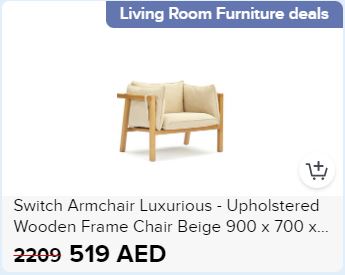 Living Room Furniture deals
Switch Armchair Luxurious - Upholstered
Wooden Frame Chair Beige 900 x 700 x...
2209 519 AED